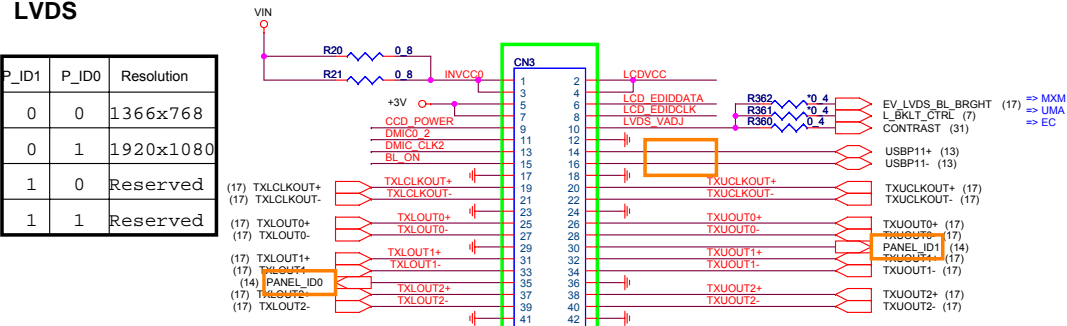 LVDS
P_ID1 P_ID0 Resolution
0 0 1366x768
0 1 1920x1080
1 0 Reserved
1 1 Reserved
VIN
R20 0_8
R21 0_8
INVCC0
+3V
CCD_POWER
DMIC0_2
DMIC_CLK2
BL_ON
(17) TXLCLKOUT+ TXLCLKOUT+
(17) TXLCLKOUT- TXLCLKOUT-
(17) TXLOUT0+ TXLOUT0+
(17) TXLOUT0- TXLOUT0-
(17) TXLOUT1+ TXLOUT1+
(17) TXLOUT1- TXLOUT1-
(14) PANEL_ID0
(17) TXLOUT2+ TXLOUT2+
(17) TXLOUT2- TXLOUT2-
CN3
1 2
3 4
5 6
7 8
9 10
11 12
13 14
15 16
17 18
19 20
21 22
23 24
25 26
27 28
29 30
31 32
33 34
35 36
37 38
39 40
41 42
LCDVCC
LCD_EDIDDATA
LCD_EDIDCLK
LVDS_VADJ
R362 *0_4 EV_LVDS_BL_BRGHT (17) => MXM
R361 *0_4 L_BKLT_CTRL (7) => UMA
R360 0_4 CONTRAST (31) => EC
USBP11+ (13)
USBP11- (13)
TXUCLKOUT+ TXUCLKOUT+ (17)
TXUCLKOUT- TXUCLKOUT- (17)
TXUOUT0+ TXUOUT0+ (17)
TXUOUT0- TXUOUT0- (17)
PANEL_ID1 (14)
TXUOUT1+ TXUOUT1+ (17)
TXUOUT1- TXUOUT1- (17)
TXUOUT2+ TXUOUT2+ (17)
TXUOUT2- TXUOUT2- (17)